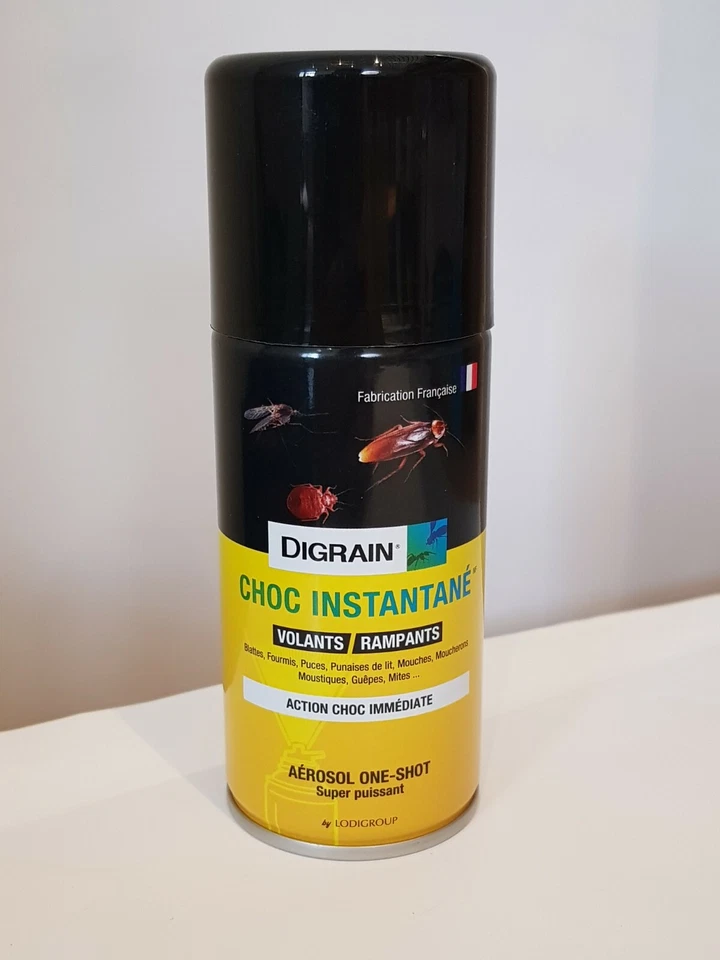 Fabrication Française
DIGRAIN®
CHOC INSTANTANÉ
VOLANTS / RAMPANTS
Blattes, Fourmis, Puces, Punaises de lit, Mouches, Moucherons
Moustiques, Guêpes, Mites ...
ACTION CHOC IMMÉDIATE
AÉROSOL ONE-SHOT
Super puissant
by LODIGROUP